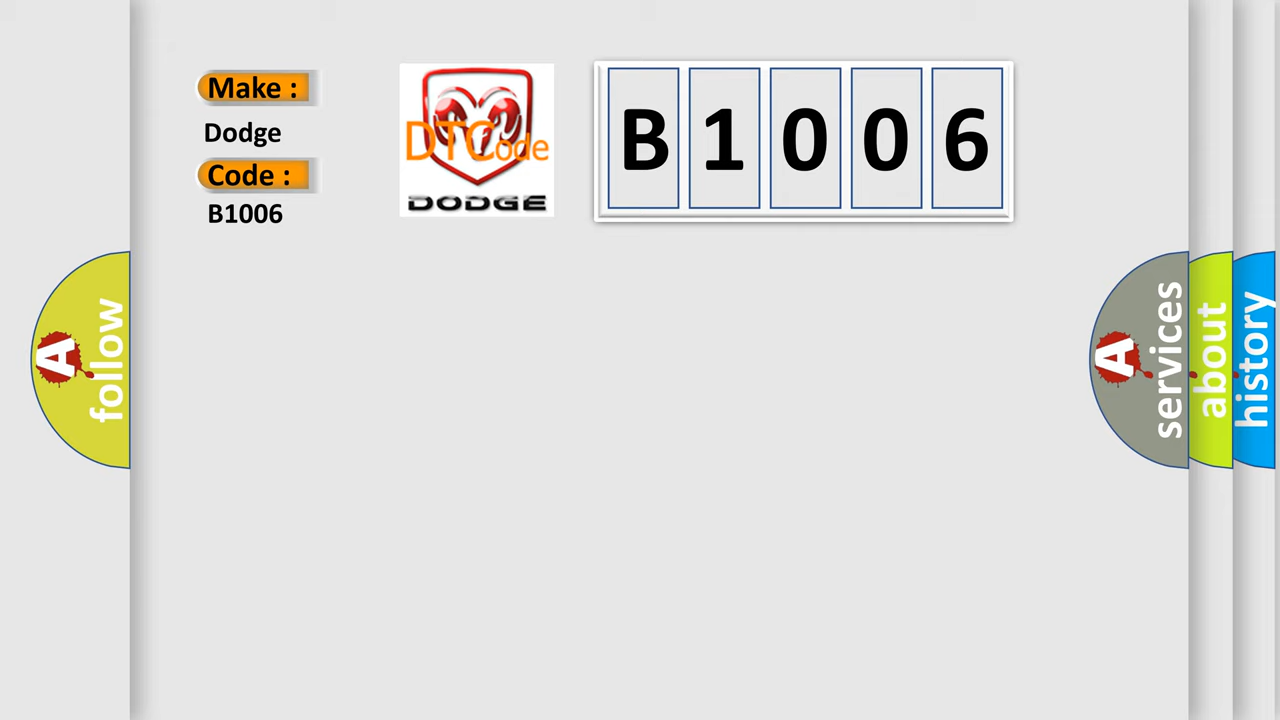 Make :
Dodge
Code :
B1006
DTCode
DODGE
B 1 0 0 6
A
follow
A
services
about
history